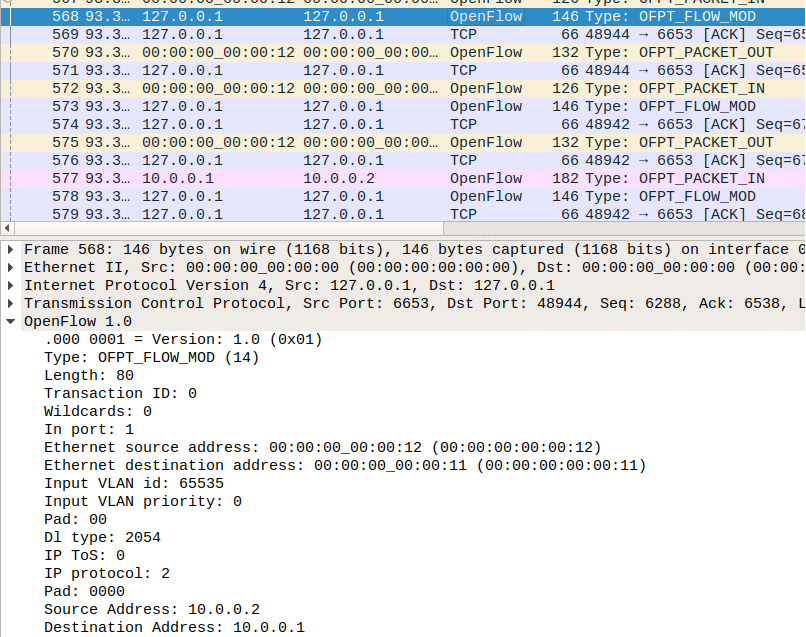 568 93.3… 127.0.0.1 127.0.0.1 OpenFlow 146 Type: OFPT_FLOW_MOD
569 93.3… 127.0.0.1 127.0.0.1 TCP 66 48944 → 6653 [ACK] Seq=65
570 93.3… 00:00:00_00:00:12 00:00:00_00:00… OpenFlow 132 Type: OFPT_PACKET_OUT
571 93.3… 127.0.0.1 127.0.0.1 TCP 66 48944 → 6653 [ACK] Seq=65
572 93.3… 00:00:00_00:00:12 00:00:00_00:00… OpenFlow 126 Type: OFPT_PACKET_IN
573 93.3… 127.0.0.1 127.0.0.1 OpenFlow 146 Type: OFPT_FLOW_MOD
574 93.3… 127.0.0.1 127.0.0.1 TCP 66 48942 → 6653 [ACK] Seq=67
575 93.3… 00:00:00_00:00:12 00:00:00_00:00… OpenFlow 132 Type: OFPT_PACKET_OUT
576 93.3… 127.0.0.1 127.0.0.1 TCP 66 48942 → 6653 [ACK] Seq=67
577 93.3… 10.0.0.1 10.0.0.2 OpenFlow 182 Type: OFPT_PACKET_IN
578 93.3… 127.0.0.1 127.0.0.1 OpenFlow 146 Type: OFPT_FLOW_MOD
579 93.3… 127.0.0.1 127.0.0.1 TCP 66 48942 → 6653 [ACK] Seq=68
Frame 568: 146 bytes on wire (1168 bits), 146 bytes captured (1168 bits) on interface 0
Ethernet II, Src: 00:00:00_00:00:00 (00:00:00:00:00:00), Dst: 00:00:00_00:00:00 (00:00:
Internet Protocol Version 4, Src: 127.0.0.1, Dst: 127.0.0.1
Transmission Control Protocol, Src Port: 6653, Dst Port: 48944, Seq: 6288, Ack: 6538, L
OpenFlow 1.0
.000 0001 = Version: 1.0 (0x01)
Type: OFPT_FLOW_MOD (14)
Length: 80
Transaction ID: 0
Wildcards: 0
In port: 1
Ethernet source address: 00:00:00_00:00:12 (00:00:00:00:00:12)
Ethernet destination address: 00:00:00_00:00:11 (00:00:00:00:00:11)
Input VLAN id: 65535
Input VLAN priority: 0
Pad: 00
Dl type: 2054
IP ToS: 0
IP protocol: 2
Pad: 0000
Source Address: 10.0.0.2
Destination Address: 10.0.0.1